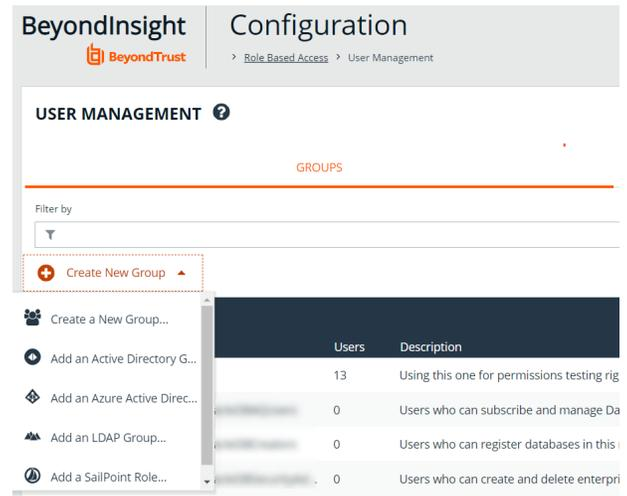 BeyondInsight
BeyondTrust
Configuration
> Role Based Access > User Management
USER MANAGEMENT ?
GROUPS
Filter by
Create New Group
Create a New Group...
Add an Active Directory G...
Add an Azure Active Direc...
Add an LDAP Group...
Add a SailPoint Role...
Users Description
13 Using this one for permissions testing rig
0 Users who can subscribe and manage Da
0 Users who can register databases in this
0 Users who can create and delete enterpri